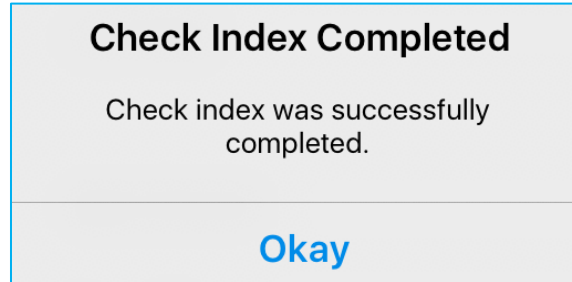 Check Index Completed
Check index was successfully
completed.
Okay